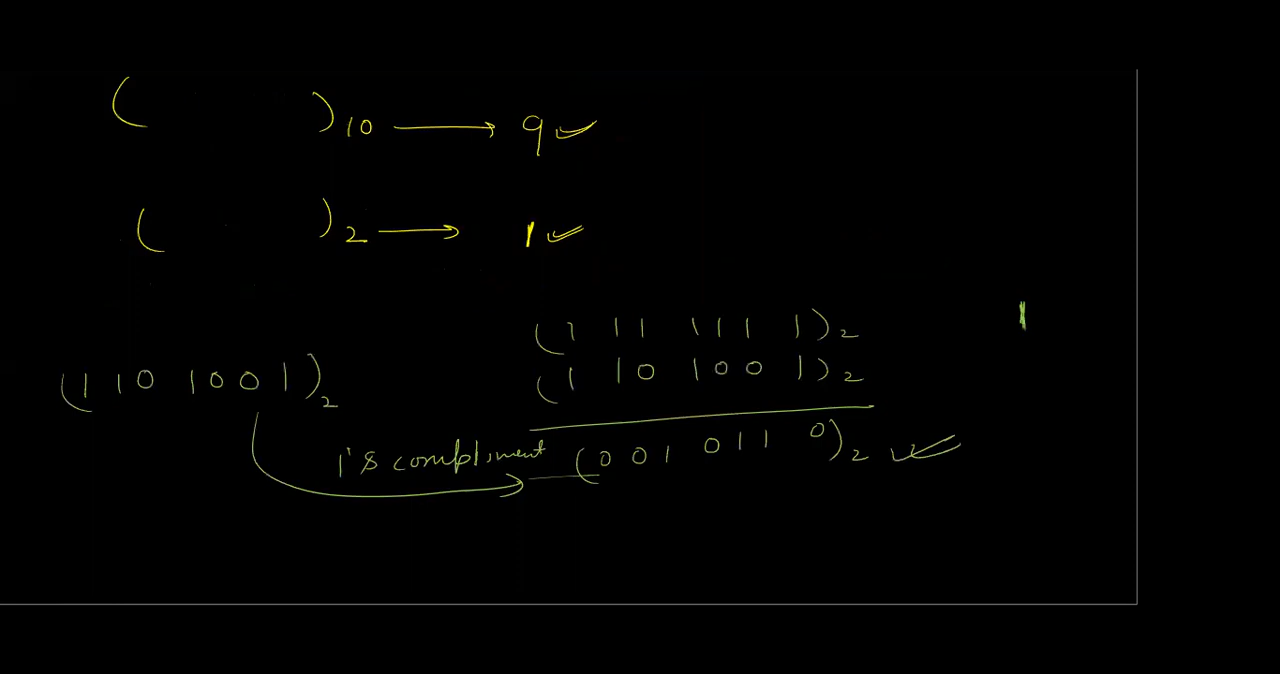 ( )10 → 9 ✓
( )2 → 1 ✓
(1 1 1 1 1 1 1)2 1
(1 1 0 1 0 0 1)2 (1 1 0 1 0 0 1)2
1's compliment (0 0 1 0 1 1 0)2 ✓